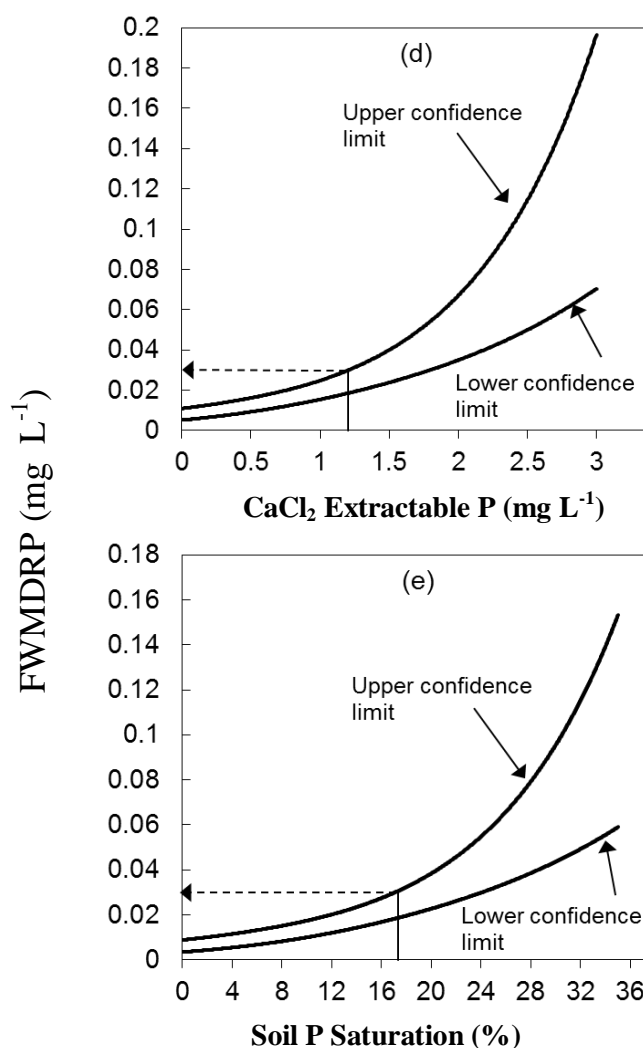 FWMDRP (mg L⁻¹)
0.2
(d)
0.18
0.16
0.14
0.12
0.1
0.08
0.06
0.04
0.02
0
Upper confidence
limit
Lower confidence
limit
0 0.5 1 1.5 2 2.5 3
CaCl₂ Extractable P (mg L⁻¹)
0.18
(e)
0.16
0.14
0.12
0.1
0.08
0.06
0.04
0.02
0
Upper confidence
limit
Lower confidence
limit
0 4 8 12 16 20 24 28 32 36
Soil P Saturation (%)